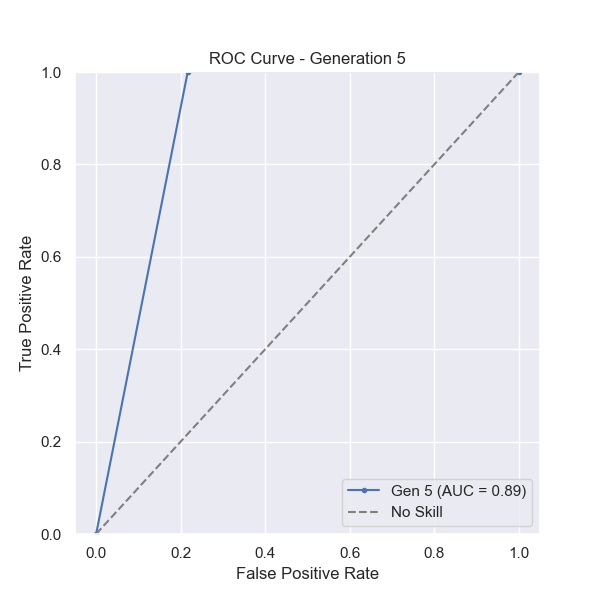 ROC Curve - Generation 5
1.0
0.8
0.6
0.4
0.2
0.0
True Positive Rate
Gen 5 (AUC = 0.89)
No Skill
0.0 0.2 0.4 0.6 0.8 1.0
False Positive Rate